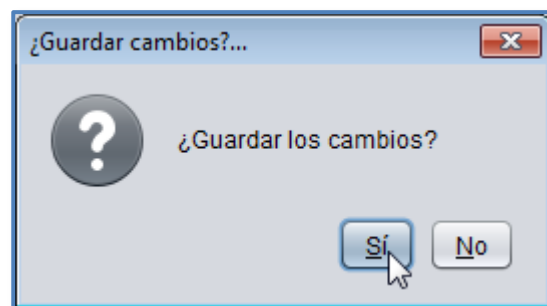 ¿Guardar cambios?...
?
¿Guardar los cambios?
Sí No